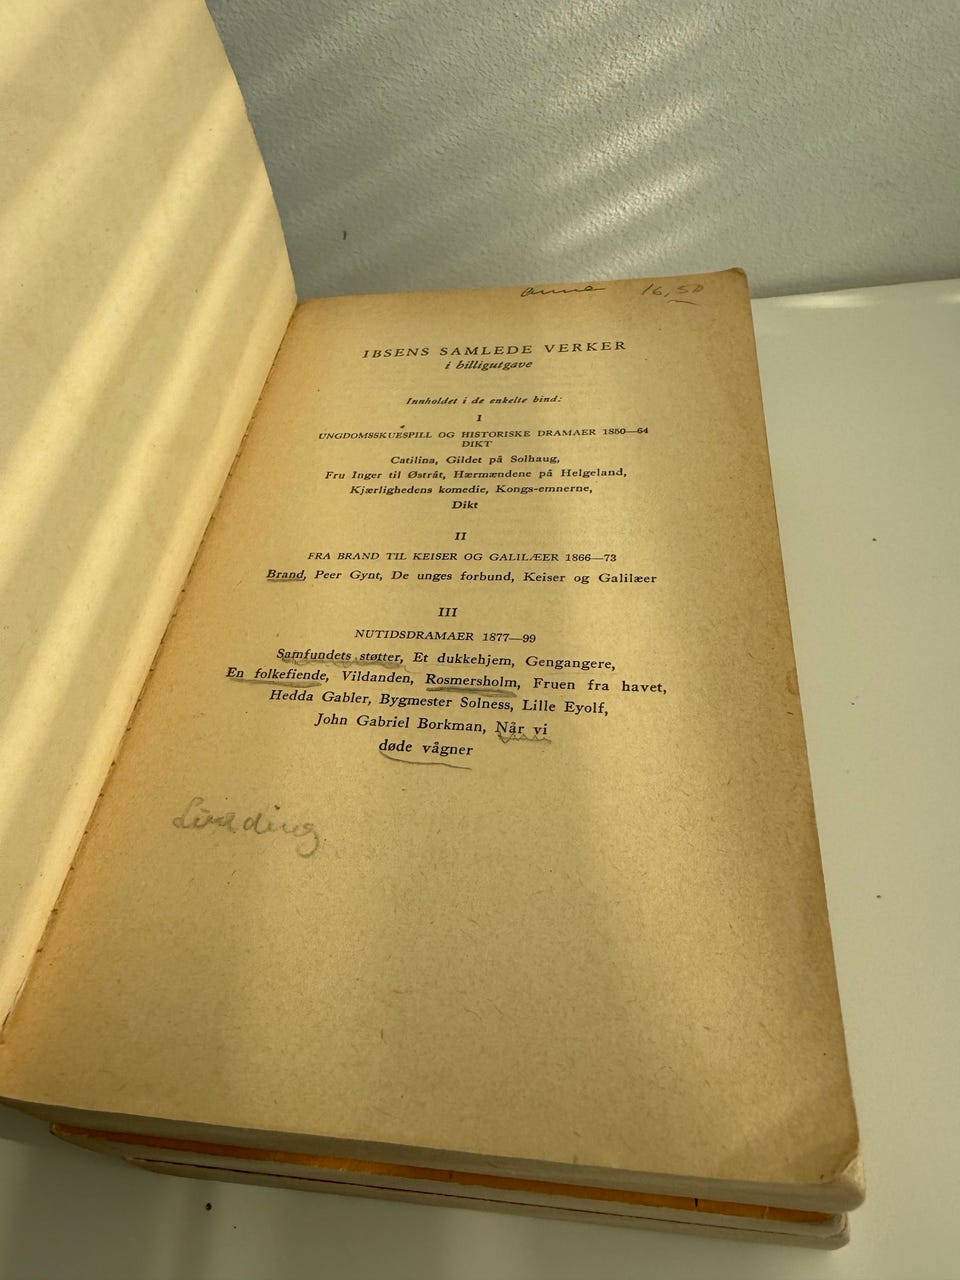 16,50
IBSENS SAMLEDE VERKER
i billigutgave
Innholdet i de enkelte bind:
I
UNGDOMSSKUESPILL OG HISTORISKE DRAMAER 1850—64
DIKT
Catilina, Gildet på Solhaug,
Fru Inger til Østråt, Hærmændene på Helgeland,
Kjærlighedens komedie, Kongs-emnerne,
Dikt
II
FRA BRAND TIL KEISER OG GALILÆER 1866—73
Brand, Peer Gynt, De unges forbund, Keiser og Galilæer
III
NUTIDSDRAMAER 1877—99
Samfundets støtter, Et dukkehjem, Gengangere,
En folkefiende, Vildanden, Rosmersholm, Fruen fra havet,
Hedda Gabler, Bygmester Solness, Lille Eyolf,
John Gabriel Borkman, Når vi
døde vågner